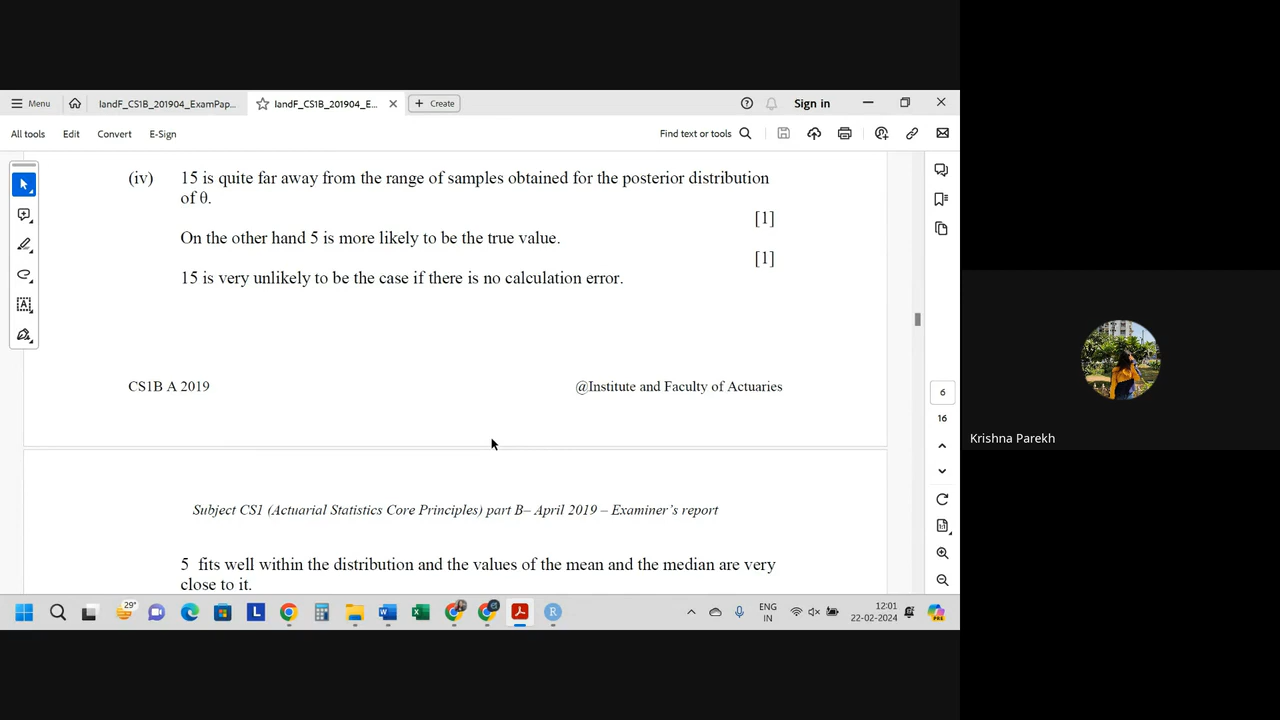 Menu
IandF_CS1B_201904_ExamPap...
IandF_CS1B_201904_E...
Create
Sign in
All tools
Edit
Convert
E-Sign
Find text or tools
(iv) 15 is quite far away from the range of samples obtained for the posterior distribution
of θ.
[1]
On the other hand 5 is more likely to be the true value.
[1]
15 is very unlikely to be the case if there is no calculation error.
CS1B A 2019 @Institute and Faculty of Actuaries
6
16
Krishna Parekh
Subject CS1 (Actuarial Statistics Core Principles) part B– April 2019 – Examiner's report
5 fits well within the distribution and the values of the mean and the median are very
close to it.
29°
ENG
IN
12:01
22-02-2024